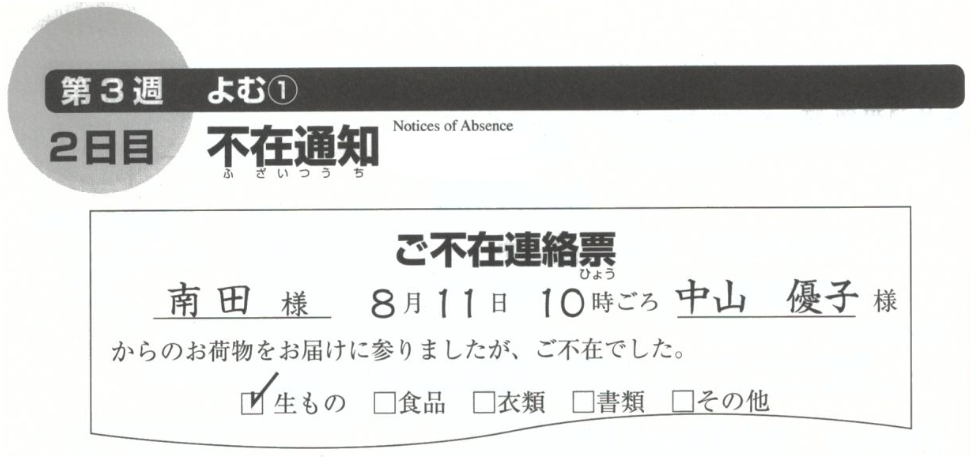 第3週 よむ①
2日目 不在通知 Notices of Absence
ふざいつうち
ご不在連絡票
ひょう
南田 様 8月11日 10時ごろ 中山 優子 様
からのお荷物をお届けに参りましたが、ご不在でした。
☑生もの □食品 □衣類 □書類 □その他